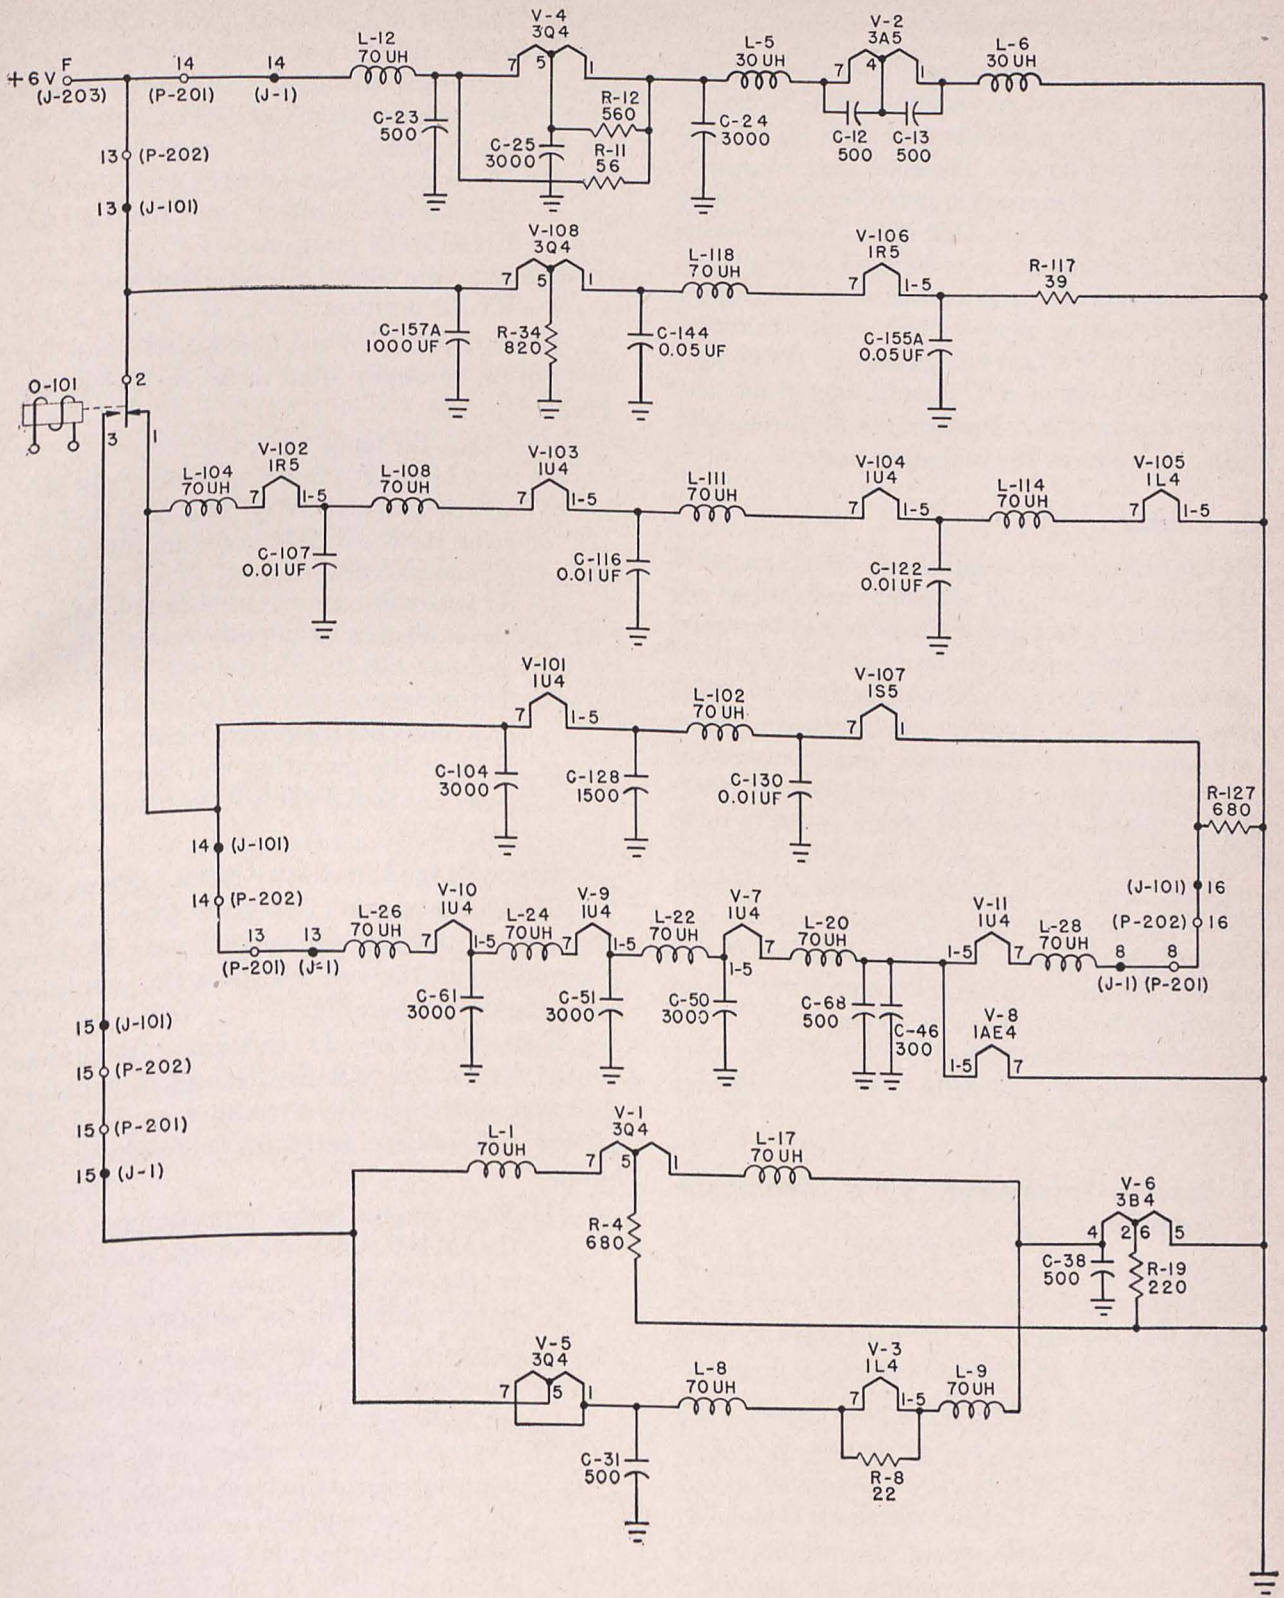 +6V F (J-203)
14 (P-201)
14 (J-1)
L-12
70 UH
C-23
500
V-4
3Q4
7 5 1
C-25
3000
R-12
560
R-11
56
C-24
3000
L-5
30 UH
V-2
3A5
7 4 1
C-12
500
C-13
500
L-6
30 UH
13 (P-202)
13 (J-101)
V-108
3Q4
7 5 1
C-157A
1000 UF
R-34
820
L-118
70 UH
C-144
0.05 UF
V-106
1R5
7 1-5
C-155A
0.05 UF
R-117
39
O-101
2
3 1
L-104
70 UH
V-102
1R5
7 1-5
C-107
0.01 UF
L-108
70 UH
V-103
1U4
7 1-5
C-116
0.01 UF
L-111
70 UH
V-104
1U4
7 1-5
C-122
0.01 UF
L-114
70 UH
V-105
1L4
7 1-5
V-101
1U4
7 1-5
C-104
3000
C-128
1500
L-102
70 UH
C-130
0.01 UF
V-107
1S5
7 1
R-127
680
14 (J-101)
14 (P-202)
13 (P-201)
13 (J-1)
L-26
70 UH
V-10
1U4
7 1-5
C-61
3000
L-24
70 UH
V-9
1U4
7 1-5
C-51
3000
L-22
70 UH
V-7
1U4
1-5 7
C-50
3000
L-20
70 UH
C-68
500
C-46
300
V-11
1U4
1-5 7
L-28
70 UH
8 (J-1)
8 (P-201)
(J-101) 16
(P-202) 16
V-8
1AE4
1-5 7
15 (J-101)
15 (P-202)
15 (P-201)
15 (J-1)
L-1
70 UH
V-1
3Q4
7 5 1
R-4
680
L-17
70 UH
V-6
3B4
4 2 6 5
C-38
500
R-19
220
V-5
3Q4
7 5 1
C-31
500
L-8
70 UH
V-3
1L4
7 1-5
R-8
22
L-9
70 UH